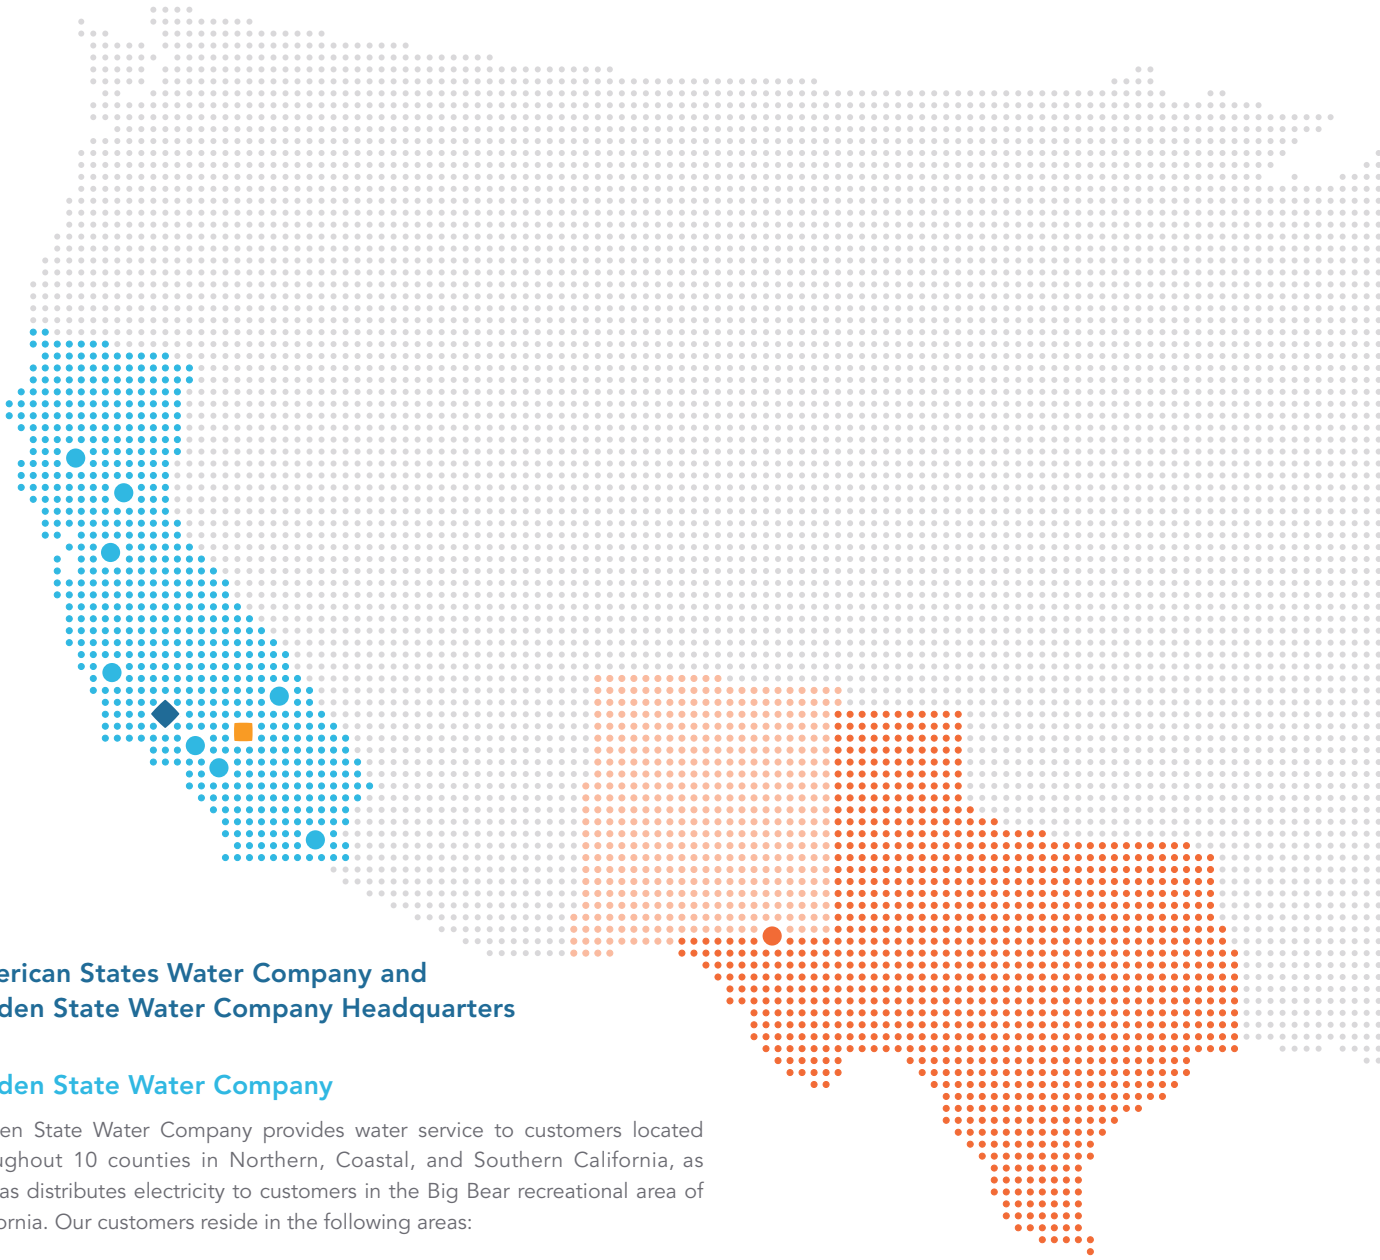 erican States Water Company and
den State Water Company Headquarters
den State Water Company
en State Water Company provides water service to customers located
ughout 10 counties in Northern, Coastal, and Southern California, as
as distributes electricity to customers in the Big Bear recreational area of
ornia. Our customers reside in the following areas: